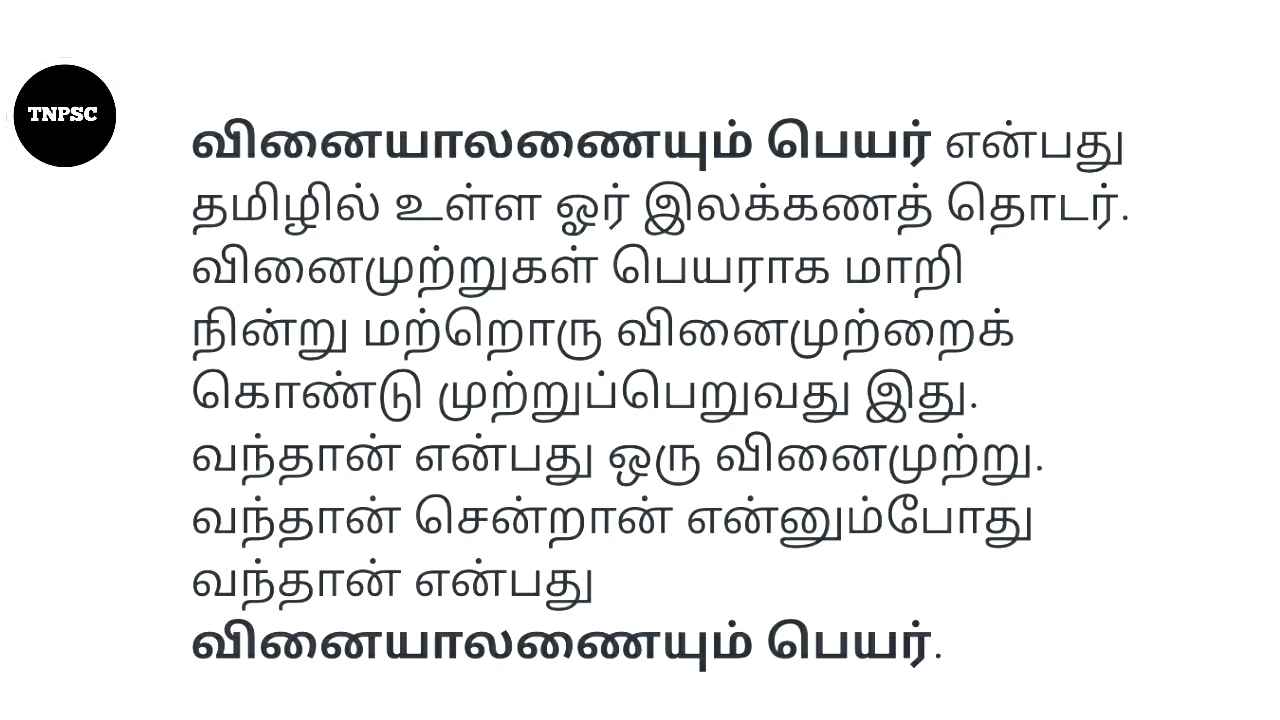 TNPSC
வினையாலணையும் பெயர் என்பது
தமிழில் உள்ள ஓர் இலக்கணத் தொடர்.
வினைமுற்றுகள் பெயராக மாறி
நின்று மற்றொரு வினைமுற்றைக்
கொண்டு முற்றுப்பெறுவது இது.
வந்தான் என்பது ஒரு வினைமுற்று.
வந்தான் சென்றான் என்னும்போது
வந்தான் என்பது
வினையாலணையும் பெயர்.